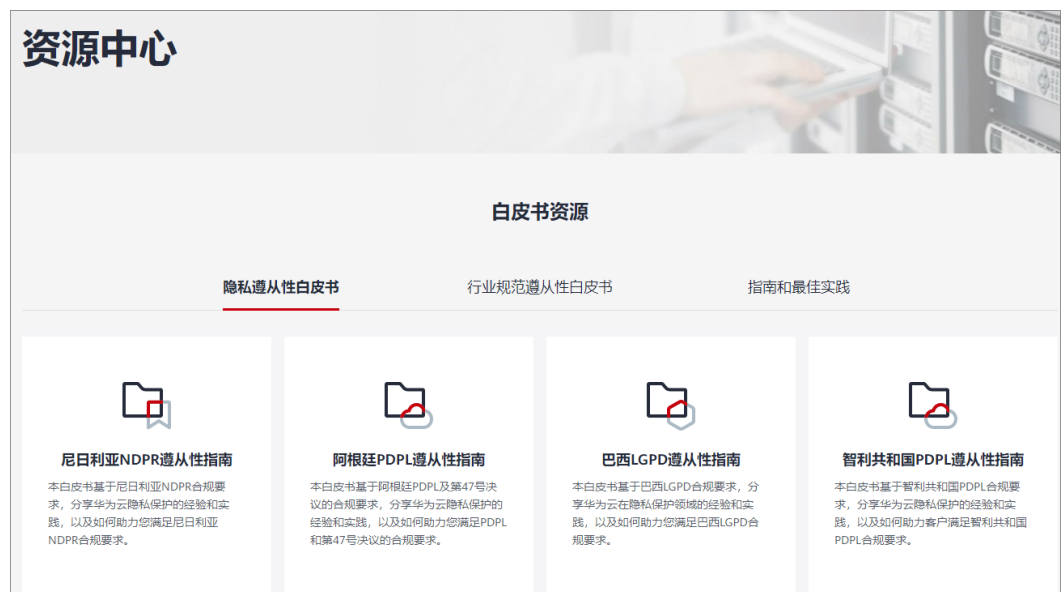 资源中心
白皮书资源
隐私遵从性白皮书
行业规范遵从性白皮书
指南和最佳实践
尼日利亚NDPR遵从性指南
本白皮书基于尼日利亚NDPR合规要
求，分享华为云隐私保护的经验和实
践，以及如何助力您满足尼日利亚
NDPR合规要求。
阿根廷PDPL遵从性指南
本白皮书基于阿根廷PDPL及第47号决
议的合规要求，分享华为云隐私保护的
经验和实践，以及如何助力您满足PDPL
和第47号决议的合规要求。
巴西LGPD遵从性指南
本白皮书基于巴西LGPD合规要求，分
享华为云在隐私保护领域的经验和实
践，以及如何助力您满足巴西LGPD合
规要求。
智利共和国PDPL遵从性指南
本白皮书基于智利共和国PDPL合规要
求，分享华为云隐私保护的经验和实
践，以及如何助力客户满足智利共和国
PDPL合规要求。